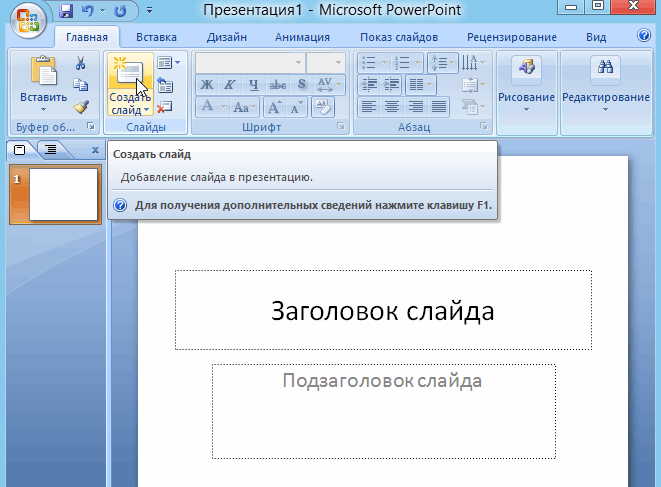 Презентация1 - Microsoft PowerPoint
Главная Вставка Дизайн Анимация Показ слайдов Рецензирование Вид
Вставить
Создать слайд
Ж К Ч abc S AV
А Aa A A
Рисование
Редактирование
Буфер об... Слайды Шрифт Абзац
1
Создать слайд
Добавление слайда в презентацию.
Для получения дополнительных сведений нажмите клавишу F1.
Заголовок слайда
Подзаголовок слайда